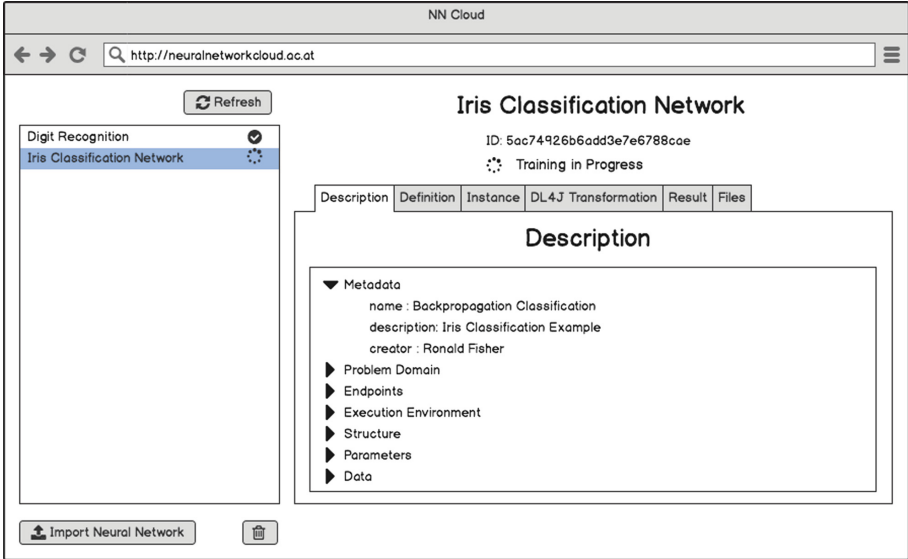 NN Cloud
http://neuralnetworkcloud.ac.at
Refresh
Digit Recognition
Iris Classification Network
Import Neural Network
Iris Classification Network
ID: 5ac74926b6add3e7e6788cae
Training in Progress
Description Definition Instance DL4J Transformation Result Files
Description
Metadata
name : Backpropagation Classification
description: Iris Classification Example
creator : Ronald Fisher
Problem Domain
Endpoints
Execution Environment
Structure
Parameters
Data